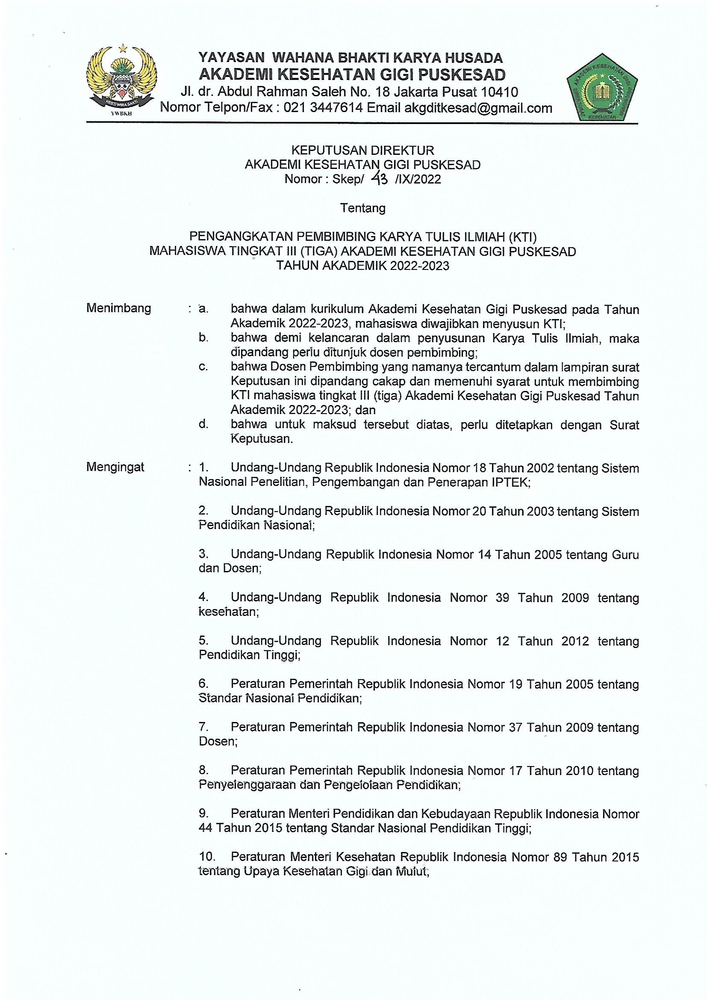 YAYASAN WAHANA BHAKTI KARYA HUSADA
AKADEMI KESEHATAN GIGI PUSKESAD
Jl. dr. Abdul Rahman Saleh No. 18 Jakarta Pusat 10410
Nomor Telpon/Fax : 021 3447614 Email akgditkesad@gmail.com
HESTI WIRA SAKTI
YWBKH
AKADEMI KESEHATAN GIGI
KESEHATAN
KEPUTUSAN DIREKTUR
AKADEMI KESEHATAN GIGI PUSKESAD
Nomor : Skep/ 43 /IX/2022
Tentang
PENGANGKATAN PEMBIMBING KARYA TULIS ILMIAH (KTI)
MAHASISWA TINGKAT III (TIGA) AKADEMI KESEHATAN GIGI PUSKESAD
TAHUN AKADEMIK 2022-2023
Menimbang : a. bahwa dalam kurikulum Akademi Kesehatan Gigi Puskesad pada Tahun
Akademik 2022-2023, mahasiswa diwajibkan menyusun KTI;
b. bahwa demi kelancaran dalam penyusunan Karya Tulis Ilmiah, maka
dipandang perlu ditunjuk dosen pembimbing;
c. bahwa Dosen Pembimbing yang namanya tercantum dalam lampiran surat
Keputusan ini dipandang cakap dan memenuhi syarat untuk membimbing
KTI mahasiswa tingkat III (tiga) Akademi Kesehatan Gigi Puskesad Tahun
Akademik 2022-2023; dan
d. bahwa untuk maksud tersebut diatas, perlu ditetapkan dengan Surat
Keputusan.
Mengingat : 1. Undang-Undang Republik Indonesia Nomor 18 Tahun 2002 tentang Sistem
Nasional Penelitian, Pengembangan dan Penerapan IPTEK;
2. Undang-Undang Republik Indonesia Nomor 20 Tahun 2003 tentang Sistem
Pendidikan Nasional;
3. Undang-Undang Republik Indonesia Nomor 14 Tahun 2005 tentang Guru
dan Dosen;
4. Undang-Undang Republik Indonesia Nomor 39 Tahun 2009 tentang
kesehatan;
5. Undang-Undang Republik Indonesia Nomor 12 Tahun 2012 tentang
Pendidikan Tinggi;
6. Peraturan Pemerintah Republik Indonesia Nomor 19 Tahun 2005 tentang
Standar Nasional Pendidikan;
7. Peraturan Pemerintah Republik Indonesia Nomor 37 Tahun 2009 tentang
Dosen;
8. Peraturan Pemerintah Republik Indonesia Nomor 17 Tahun 2010 tentang
Penyelenggaraan dan Pengelolaan Pendidikan;
9. Peraturan Menteri Pendidikan dan Kebudayaan Republik Indonesia Nomor
44 Tahun 2015 tentang Standar Nasional Pendidikan Tinggi;
10. Peraturan Menteri Kesehatan Republik Indonesia Nomor 89 Tahun 2015
tentang Upaya Kesehatan Gigi dan Mulut;